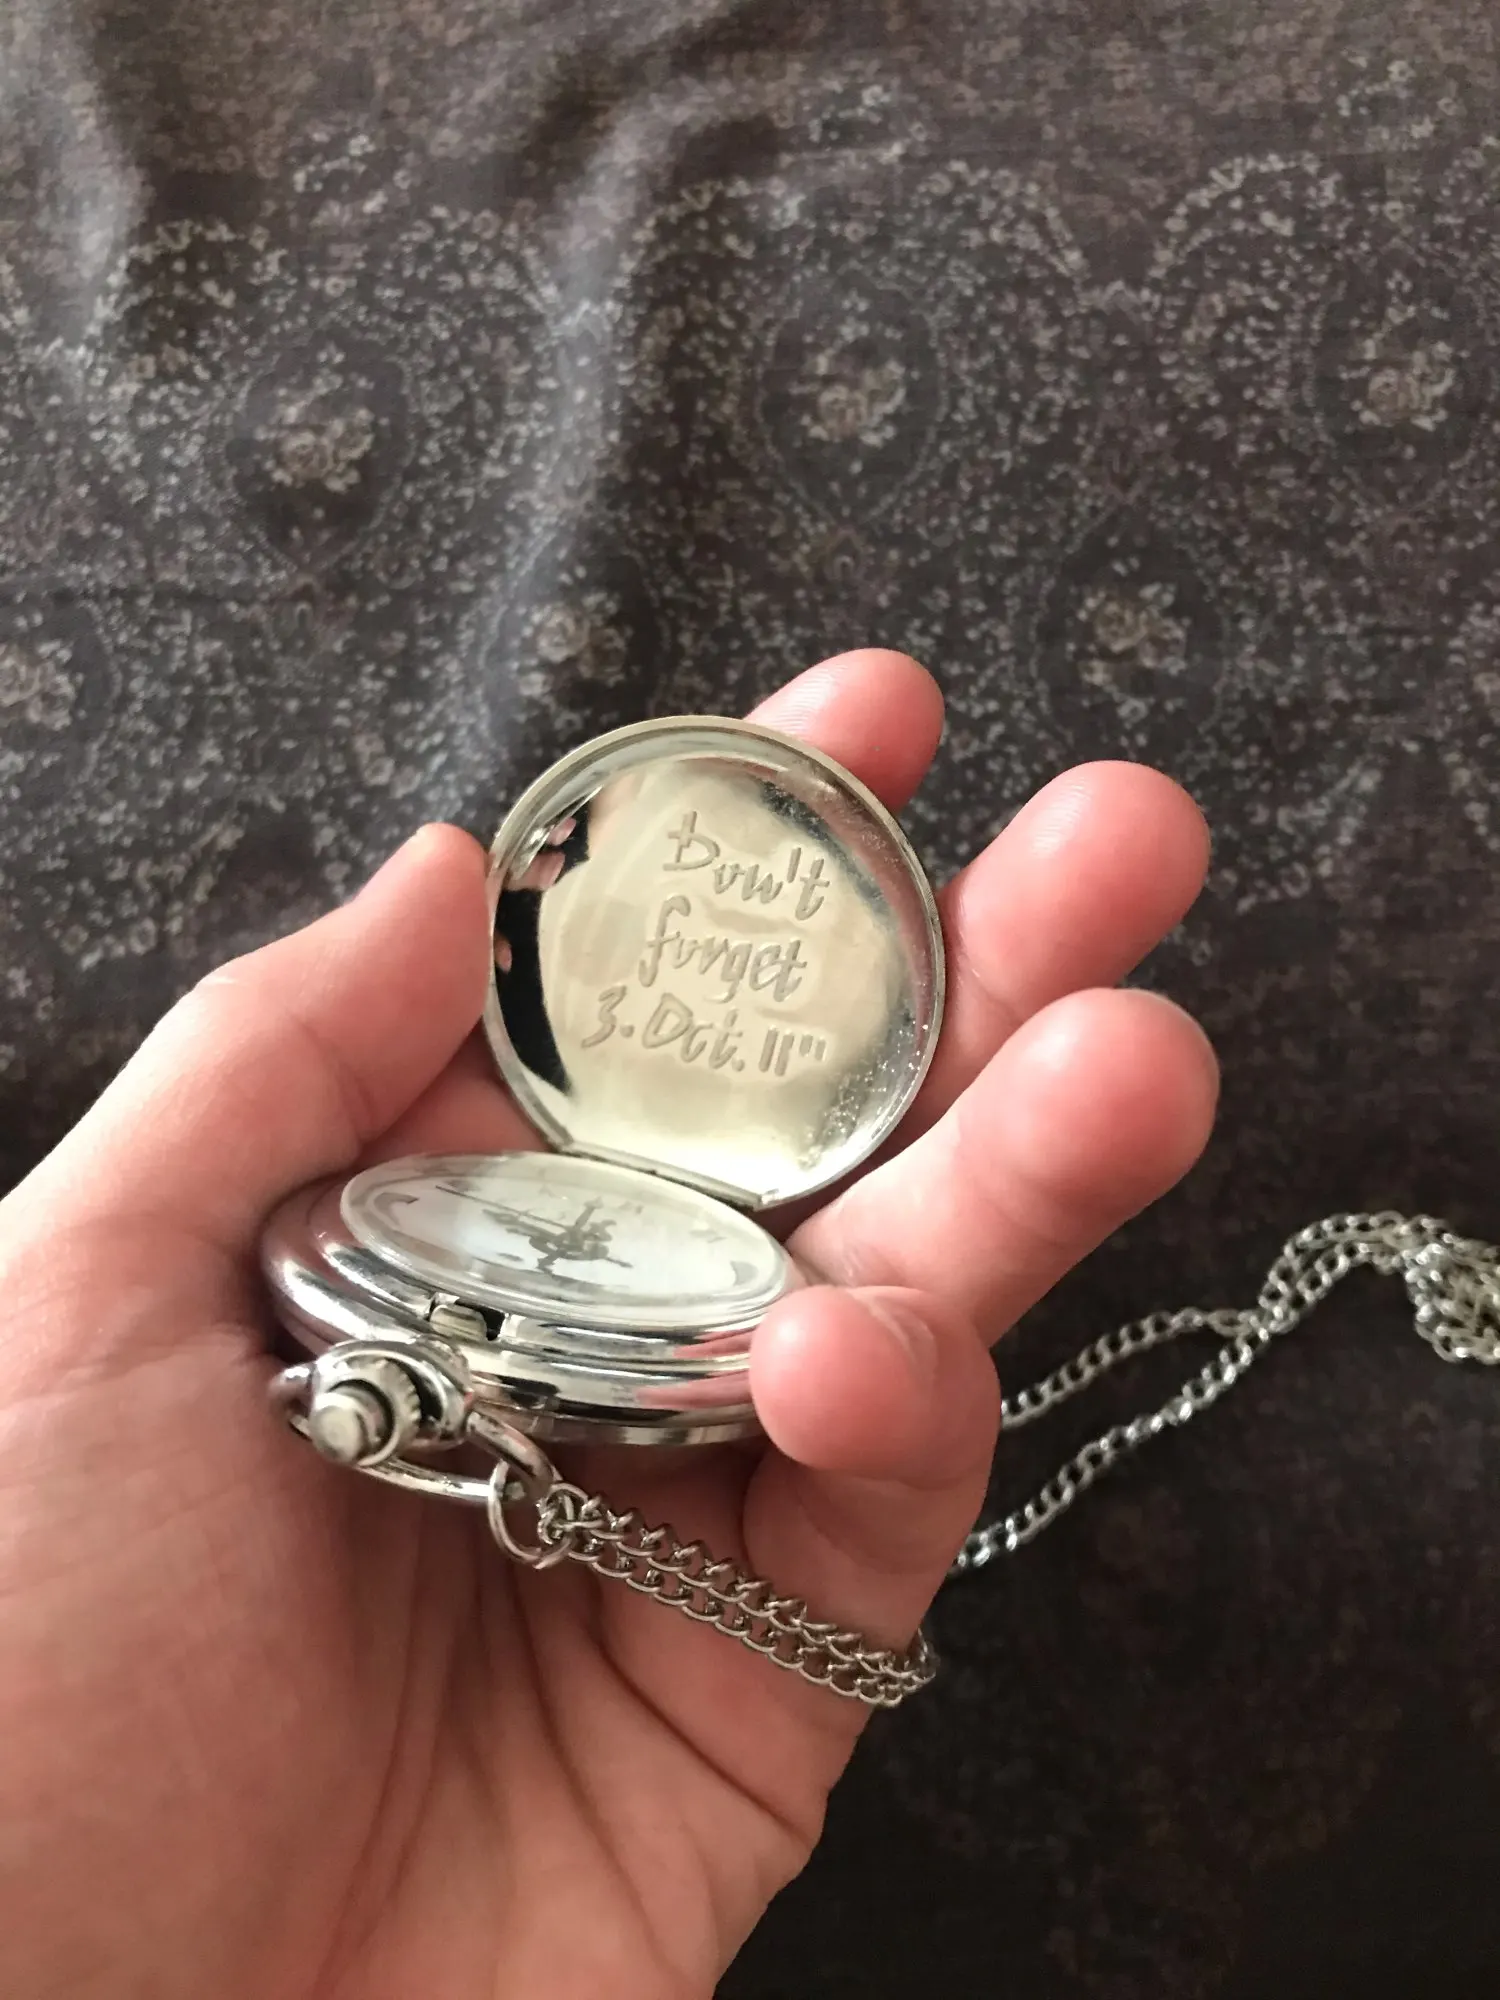 Don't
forget
3. Oct. 11"